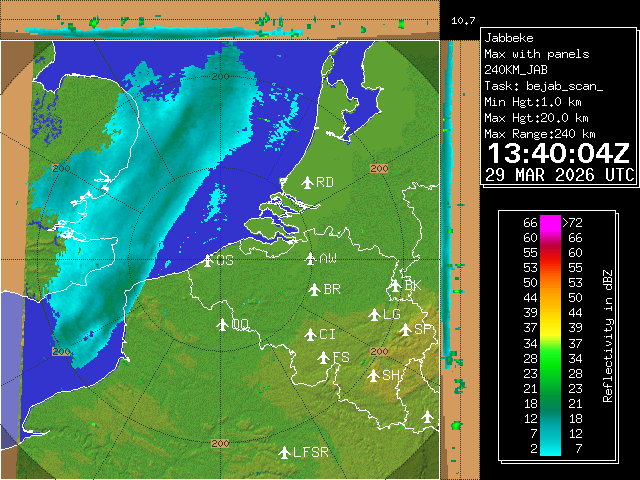 10.7
Jabbeke
Max with panels
240KM_JAB
Task: bejab_scan_
Min Hgt:1.0 km
Max Hgt:20.0 km
Max Range:240 km
13:40:04Z
29 MAR 2026 UTC
200
200
200
RD
OS
AW
BR
BK
LG
QO
CI
SP
200
FS
200
SH
200
LFSR
66 >72
60 66
55 60
53 55
50 53
44 50
39 44
37 39
34 37
28 34
23 28
21 23
18 21
12 18
7 12
2 7
Reflectivity in dBZ